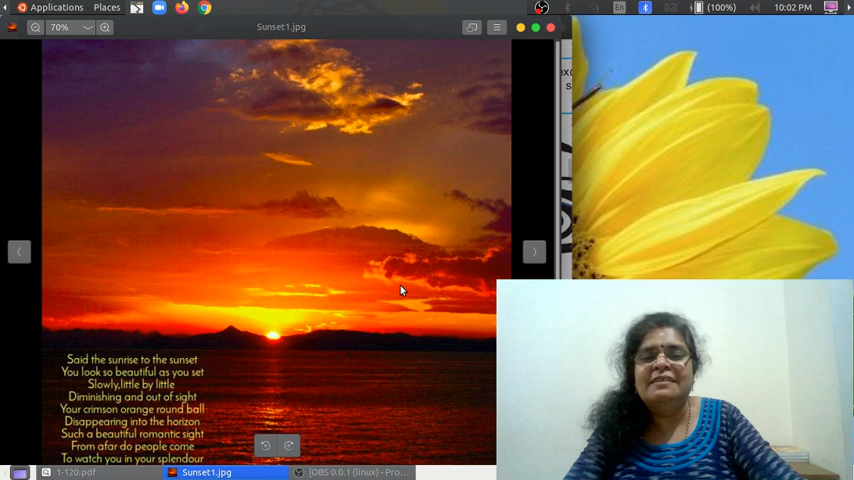 Applications Places
En
(100%)
10:02 PM
70%
Sunset1.jpg
Said the sunrise to the sunset
You look so beautiful as you set
Slowly,little by little
Diminishing and out of sight
Your crimson orange round ball
Disappearing into the horizon
Such a beautiful romantic sight
From afar do people come
To watch you in your splendour
1-120.pdf
Sunset1.jpg
[OBS 0.0.1 (linux) - Pro...